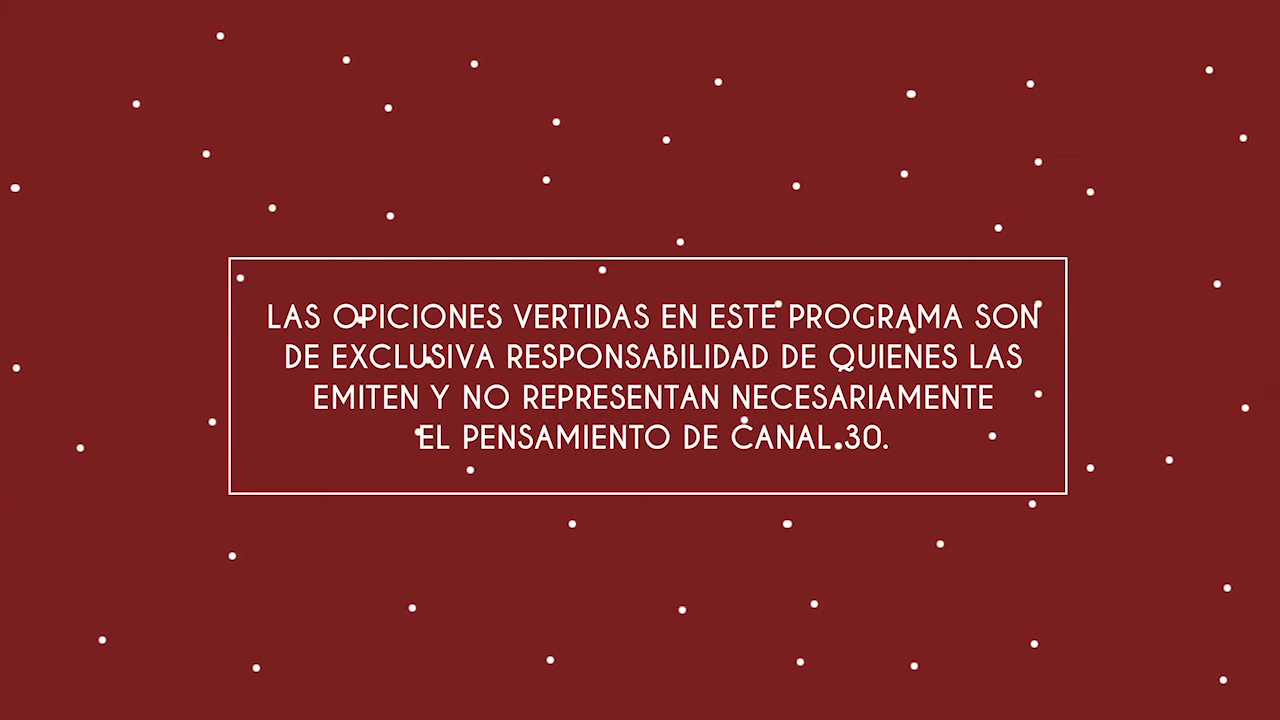 LAS OPICIONES VERTIDAS EN ESTE PROGRAMA SON
DE EXCLUSIVA RESPONSABILIDAD DE QUIENES LAS
EMITEN Y NO REPRESENTAN NECESARIAMENTE
EL PENSAMIENTO DE CANAL 30.